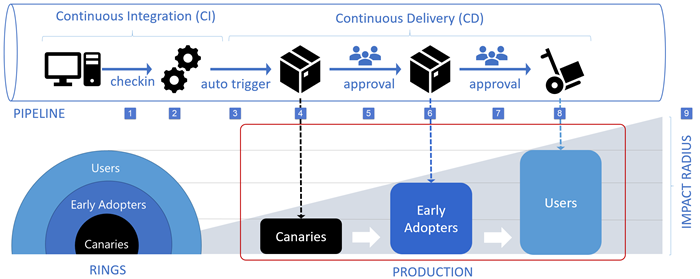 Continuous Integration (CI)
Continuous Delivery (CD)
checkin
auto trigger
approval
approval
PIPELINE
1 2 3 4 5 6 7 8 9
Users
Early Adopters
Canaries
RINGS
Canaries
Early
Adopters
Users
PRODUCTION
IMPACT RADIUS